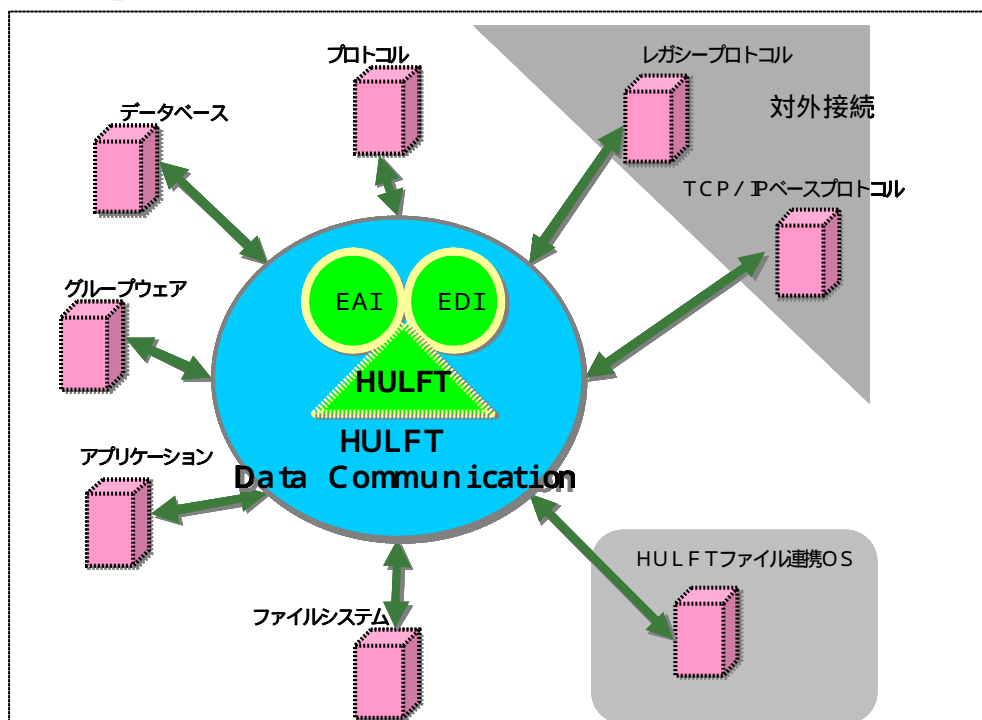 プロトコル
レガシープロトコル
対外接続
データベース
TCP/IPベースプロトコル
グループウェア
EAI
EDI
HULFT
HULFT
Data Communication
アプリケーション
HULFTファイル連携OS
ファイルシステム